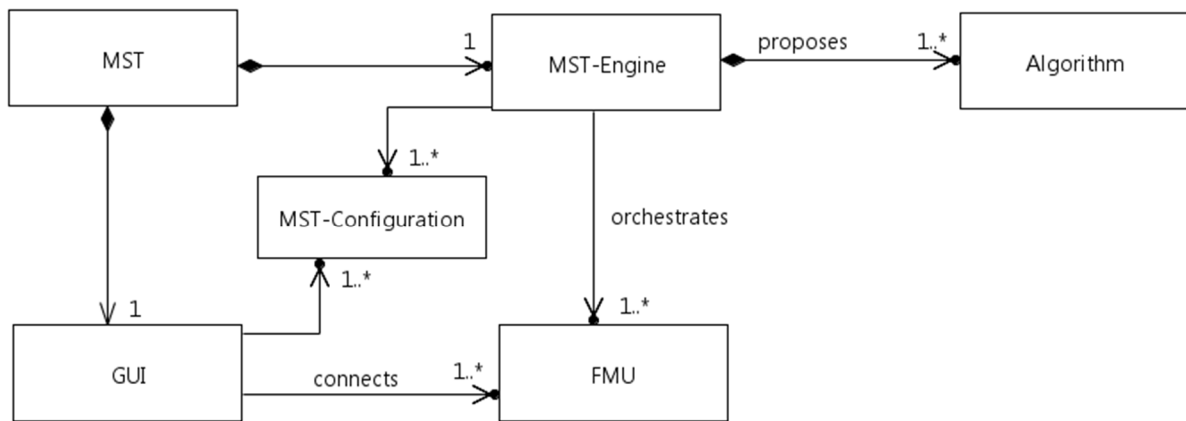 MST
1
MST-Engine
proposes
1..*
Algorithm
1..*
MST-Configuration
orchestrates
1..*
1
1..*
GUI
connects
1..*
FMU